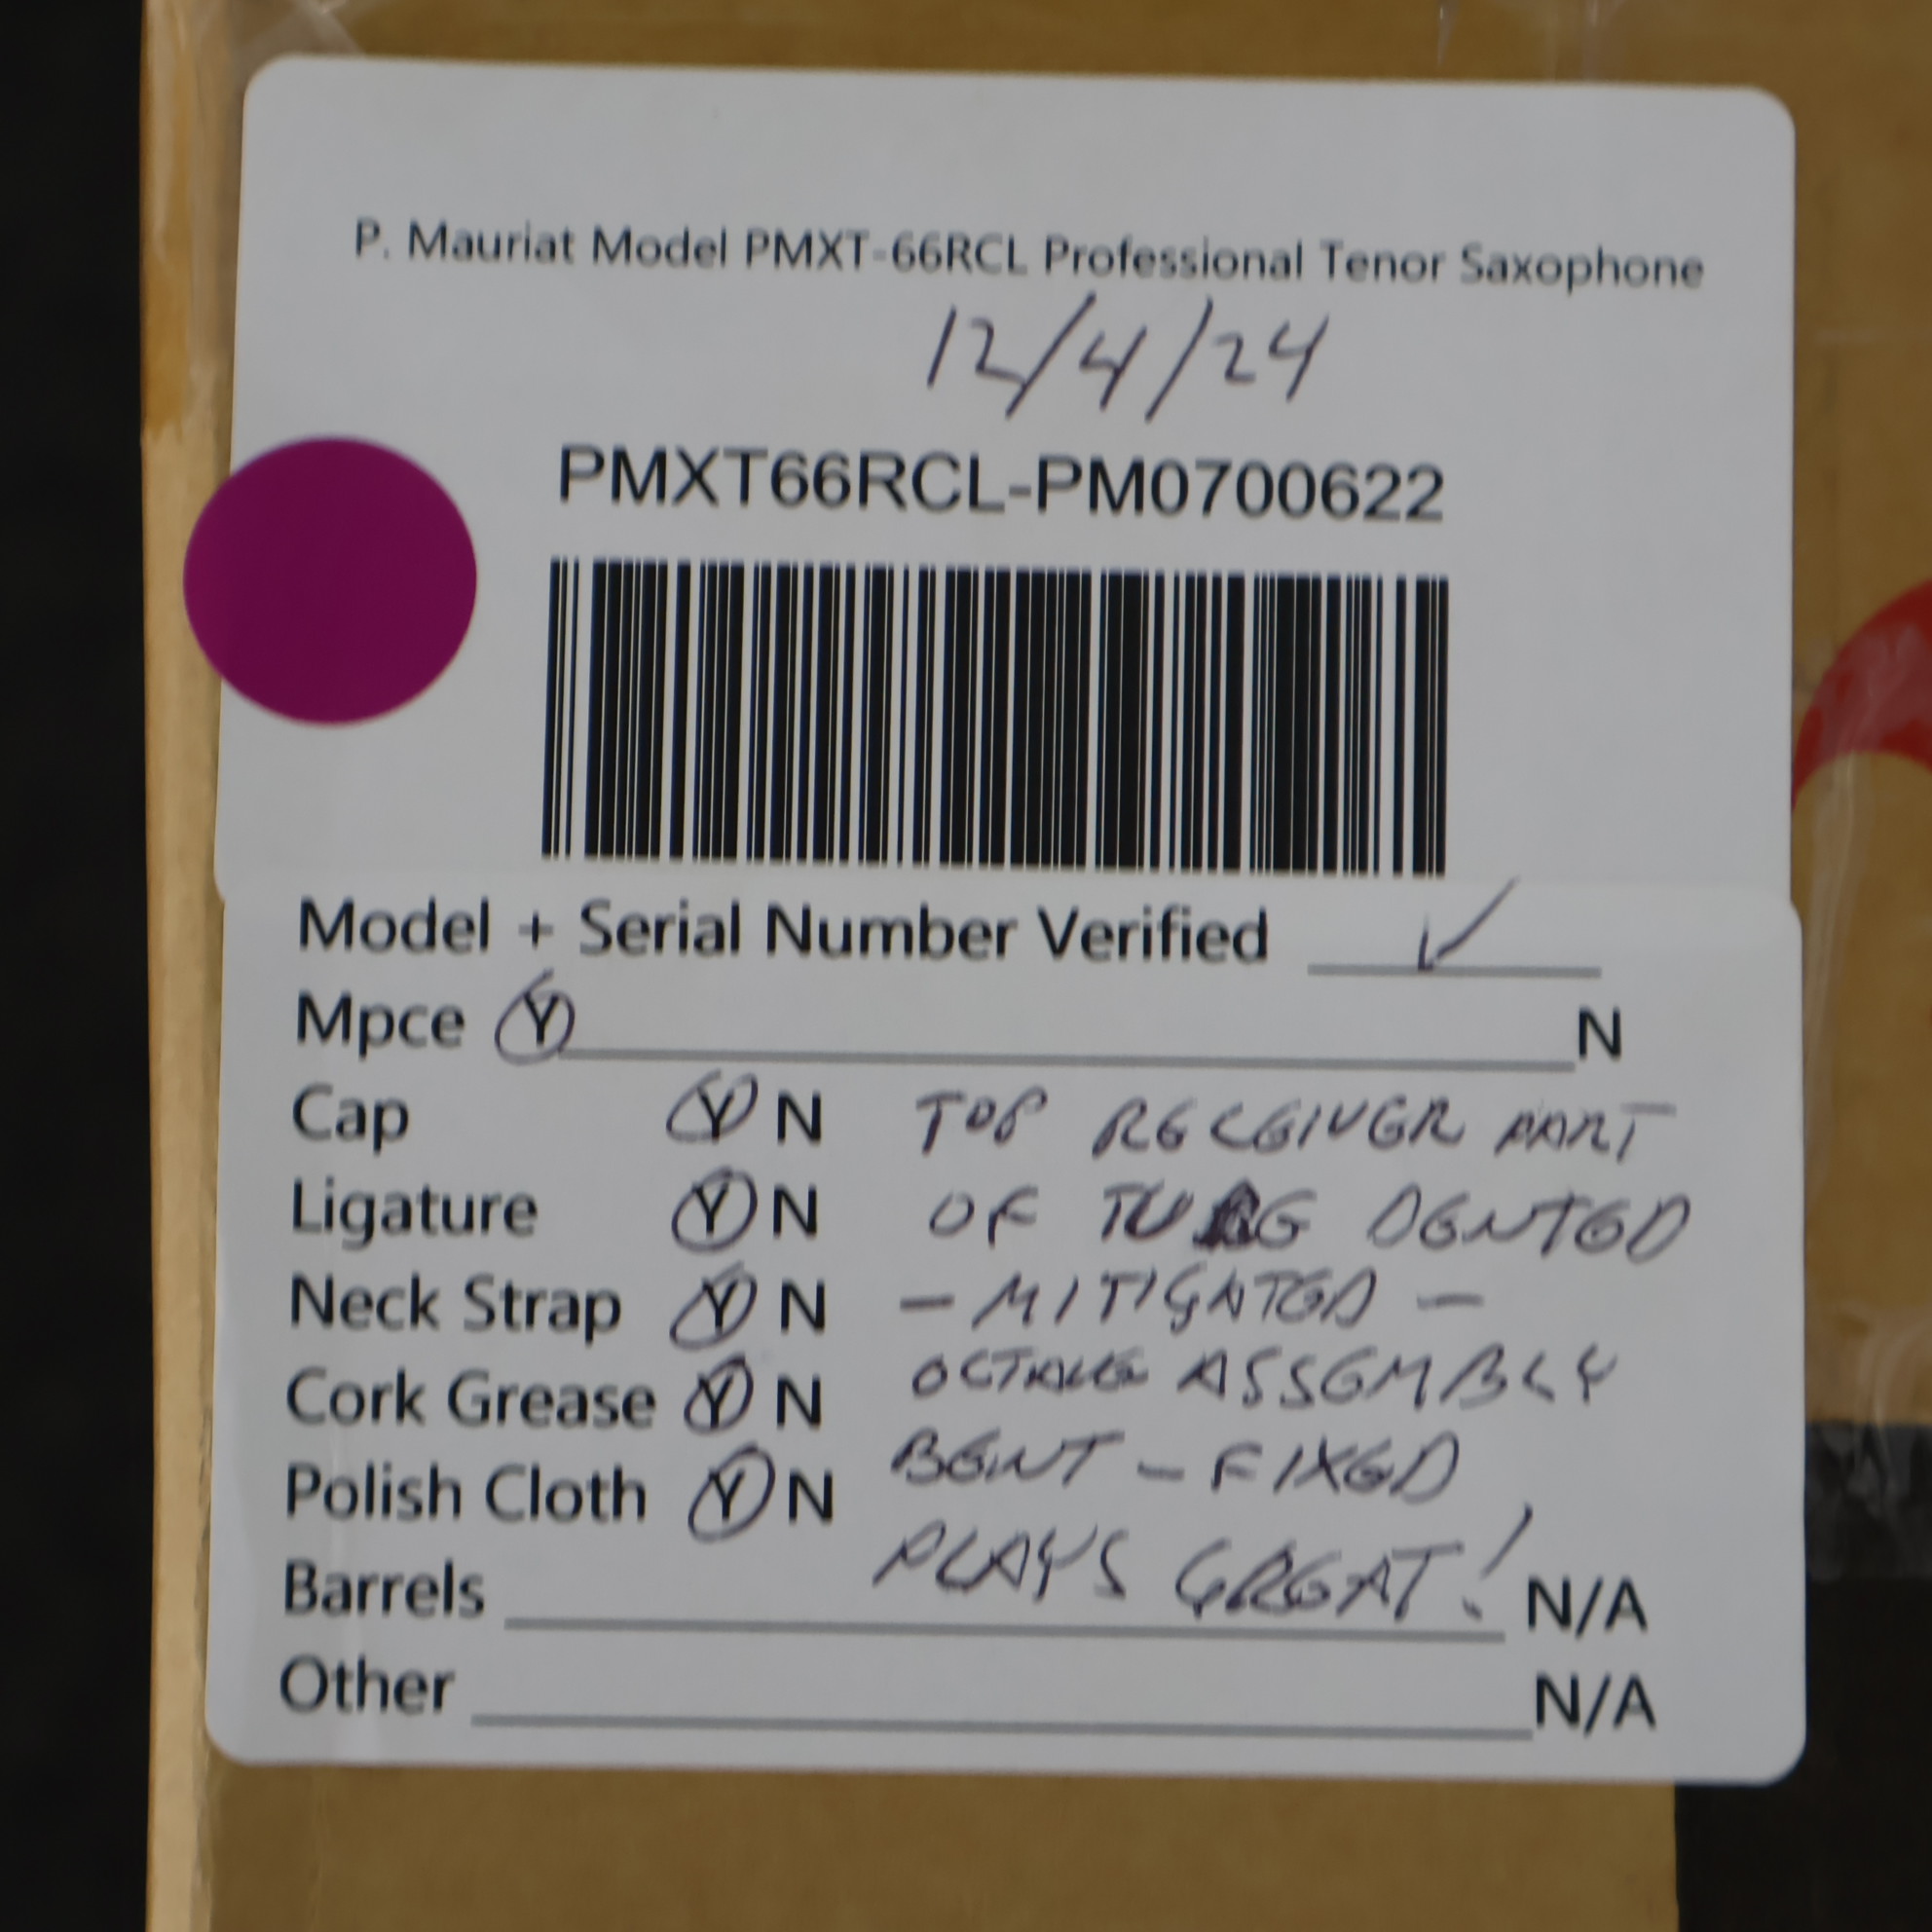 P. Mauriat Model PMXT-66RCL Professional Tenor Saxophone
12/4/24
PMXT66RCL-PM0700622
Model + Serial Number Verified ✓
Mpce Y N
Cap Y N TOP RECEIVER PART
Ligature Y N OF TUBE DENTED
Neck Strap Y N - MITIGATED -
Cork Grease Y N OCTAVE ASSEMBLY
Polish Cloth Y N BENT - FIXED
PLAYS GREAT!
Barrels N/A
Other N/A